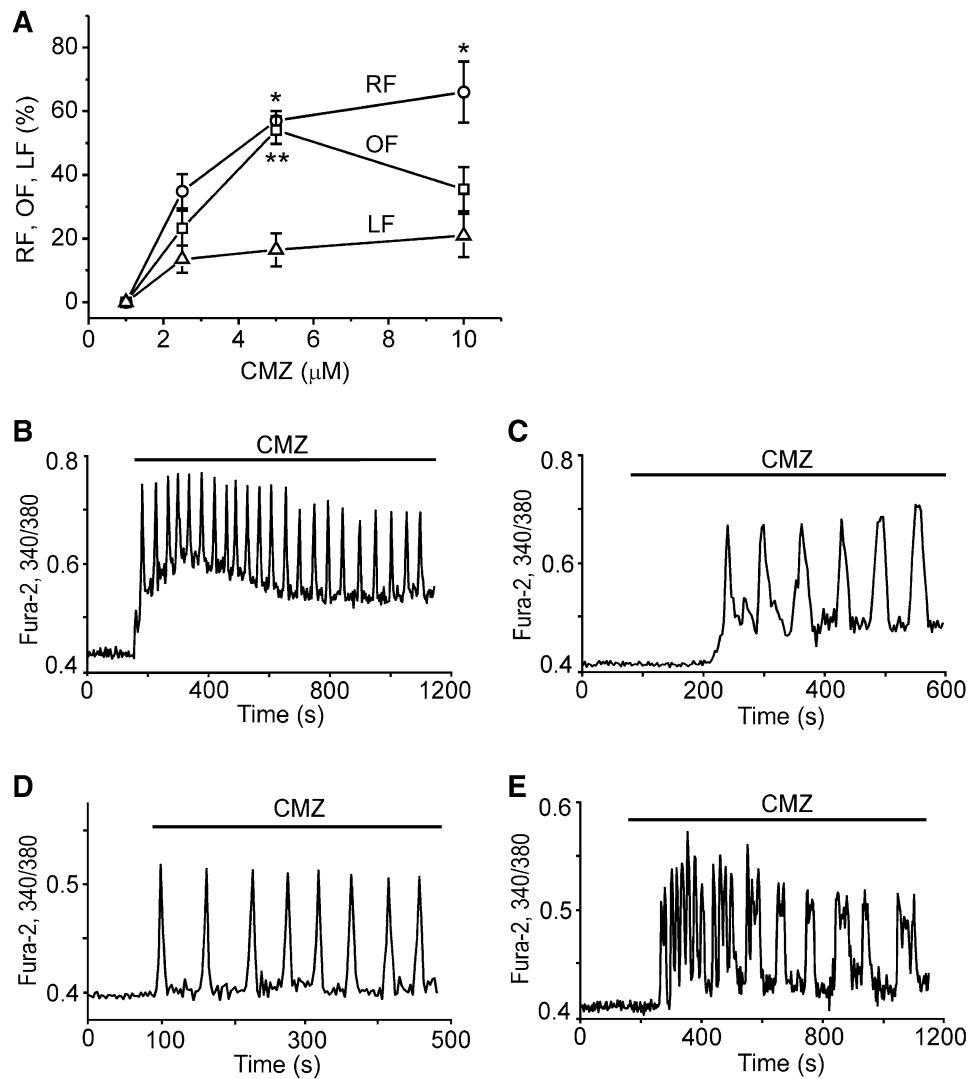 A
RF, OF, LF (%)
80
60
40
20
0
*
*
**
RF
OF
LF
0 2 4 6 8 10
CMZ (μM)
B
CMZ
Fura-2, 340/380
0.8
0.6
0.4
0 400 800 1200
Time (s)
C
CMZ
Fura-2, 340/380
0.8
0.6
0.4
0 200 400 600
Time (s)
D
CMZ
Fura-2, 340/380
0.5
0.4
0 100 300 500
Time (s)
E
CMZ
Fura-2, 340/380
0.6
0.5
0.4
0 400 800 1200
Time (s)